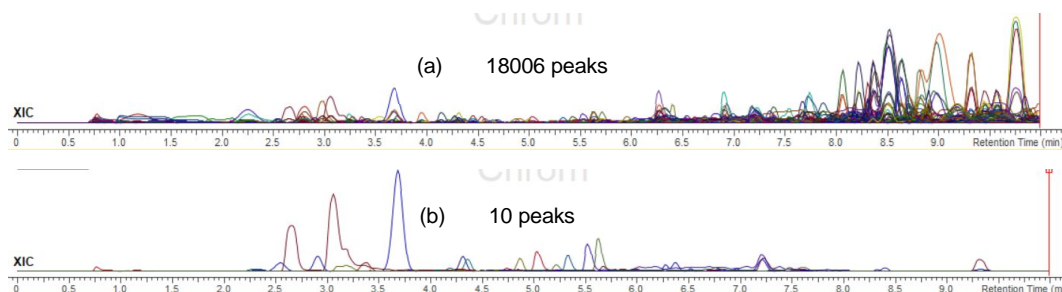 Chrom
(a) 18006 peaks
XIC
0 0.5 1.0 1.5 2.0 2.5 3.0 3.5 4.0 4.5 5.0 5.5 6.0 6.5 7.0 7.5 8.0 8.5 9.0 Retention Time (min)
Chrom
(b) 10 peaks
XIC
0 0.5 1.0 1.5 2.0 2.5 3.0 3.5 4.0 4.5 5.0 5.5 6.0 6.5 7.0 7.5 8.0 8.5 9.0 Retention Time (m